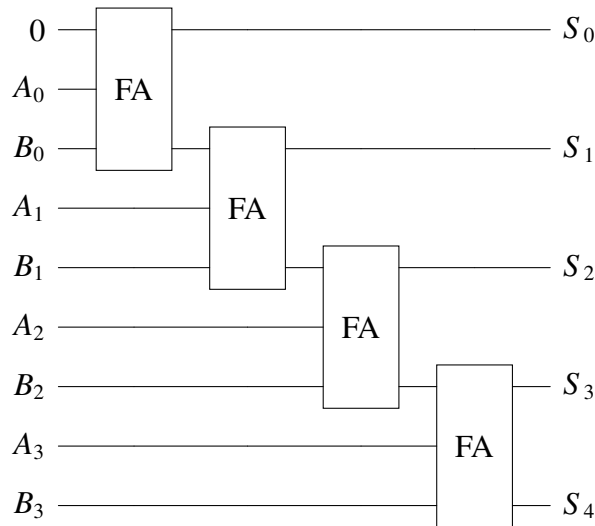 0 S₀
A₀ FA
B₀ S₁
A₁ FA
B₁ S₂
A₂ FA
B₂ S₃
A₃ FA
B₃ S₄